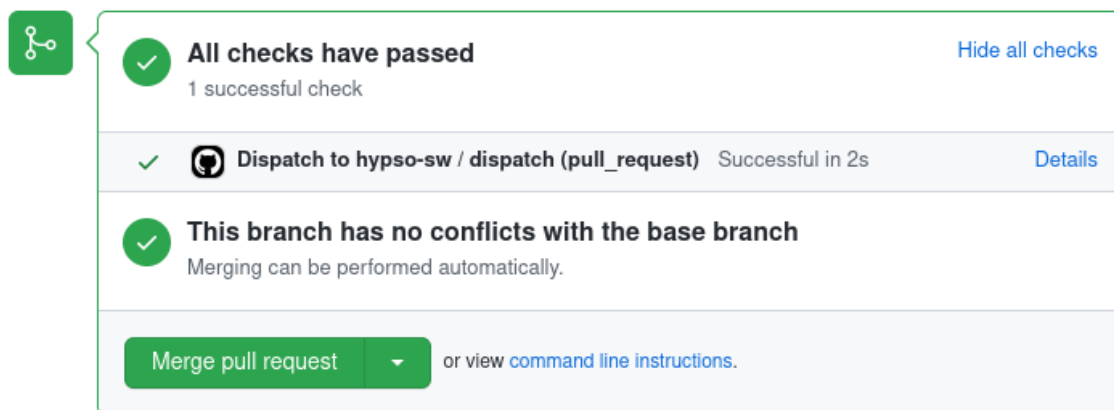 All checks have passed
Hide all checks
1 successful check
Dispatch to hypso-sw / dispatch (pull_request) Successful in 2s Details
This branch has no conflicts with the base branch
Merging can be performed automatically.
Merge pull request or view command line instructions.